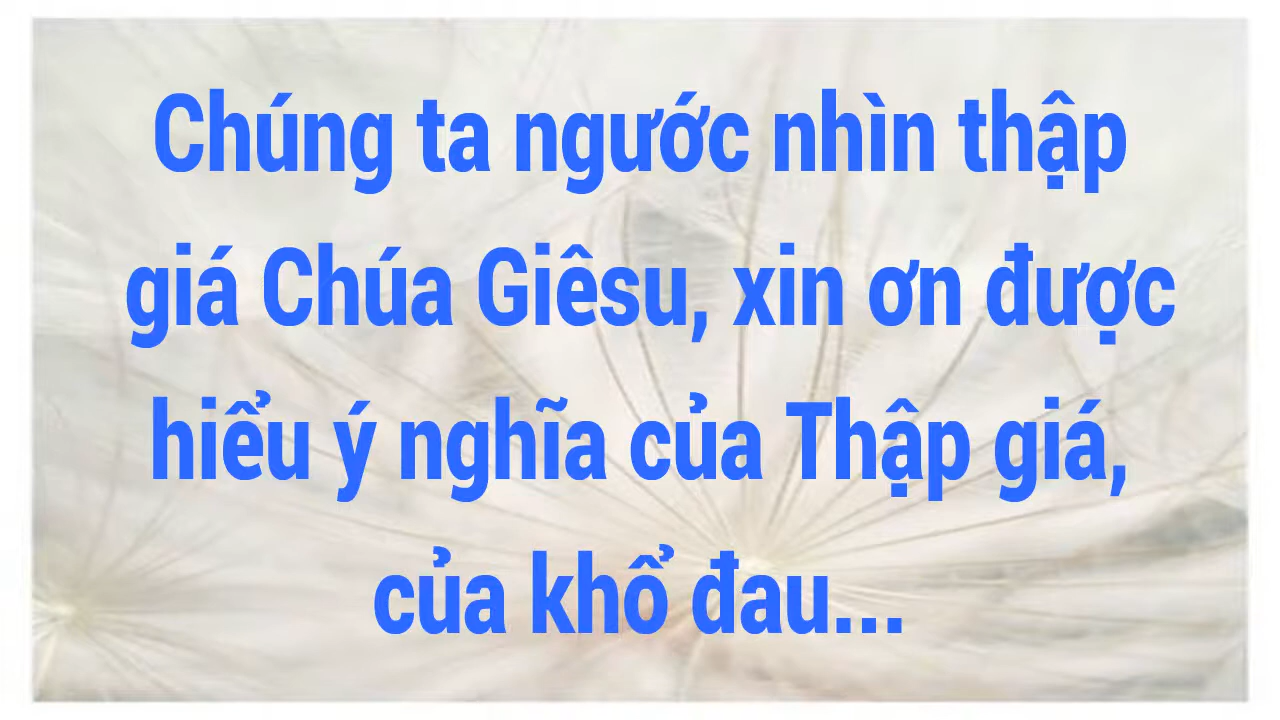 Chúng ta ngước nhìn thập
giá Chúa Giêsu, xin ơn được
hiểu ý nghĩa của Thập giá,
của khổ đau...